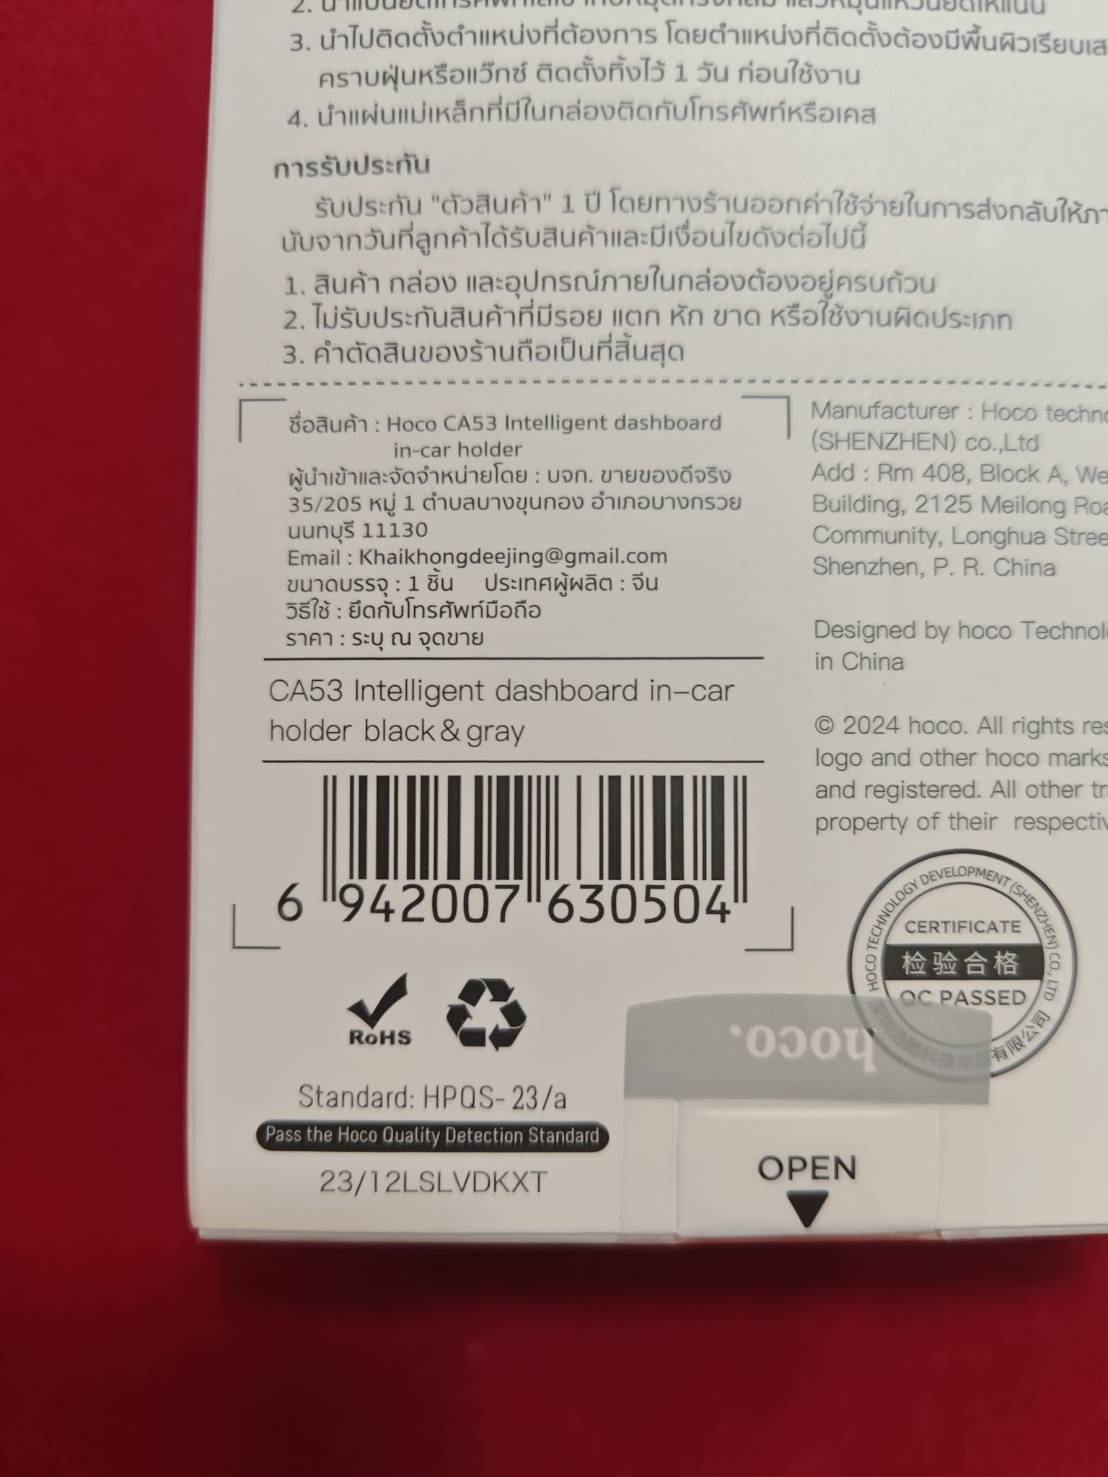 3. นำไปติดตั้งตำแหน่งที่ต้องการ โดยตำแหน่งที่ติดตั้งต้องมีพื้นผิวเรียบเส
คราบฝุ่นหรือแว๊กซ์ ติดตั้งทิ้งไว้ 1 วัน ก่อนใช้งาน
4. นำแผ่นแม่เหล็กที่มีในกล่องติดกับโทรศัพท์หรือเคส
การรับประกัน
รับประกัน "ตัวสินค้า" 1 ปี โดยทางร้านออกค่าใช้จ่ายในการส่งกลับให้ภา
นับจากวันที่ลูกค้าได้รับสินค้าและมีเงื่อนไขดังต่อไปนี้
1. สินค้า กล่อง และอุปกรณ์ภายในกล่องต้องอยู่ครบถ้วน
2. ไม่รับประกันสินค้าที่มีรอย แตก หัก ขาด หรือใช้งานผิดประเภท
3. คำตัดสินของร้านถือเป็นที่สิ้นสุด
ชื่อสินค้า : Hoco CA53 Intelligent dashboard
in-car holder
ผู้นำเข้าและจัดจำหน่ายโดย : บจก. ขายของดีจริง
35/205 หมู่ 1 ตำบลบางขุนกอง อำเภอบางกรวย
นนทบุรี 11130
Email : Khaikhongdeejing@gmail.com
ขนาดบรรจุ : 1 ชิ้น ประเทศผู้ผลิต : จีน
วิธีใช้ : ยึดกับโทรศัพท์มือถือ
ราคา : ระบุ ณ จุดขาย
CA53 Intelligent dashboard in-car
holder black&gray
6 942007 630504
RoHS
Standard: HPQS- 23/a
Pass the Hoco Quality Detection Standard
23/12LSLVDKXT
Manufacturer : Hoco techno
(SHENZHEN) co.,Ltd
Add : Rm 408, Block A, We
Building, 2125 Meilong Roa
Community, Longhua Stree
Shenzhen, P. R. China
Designed by hoco Technol
in China
© 2024 hoco. All rights res
logo and other hoco marks
and registered. All other tr
property of their respectiv
HOCO TECHNOLOGY DEVELOPMENT (SHENZHEN) CO., LTD
CERTIFICATE
检验合格
QC PASSED
有限公司
hoco.
OPEN